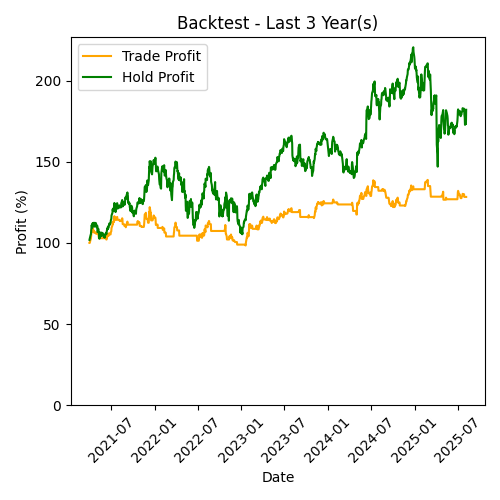 Backtest - Last 3 Year(s)
Trade Profit
Hold Profit
Profit (%)
200
150
100
50
0
2021-07
2022-01
2022-07
2023-01
2023-07
2024-01
2024-07
2025-01
2025-07
Date